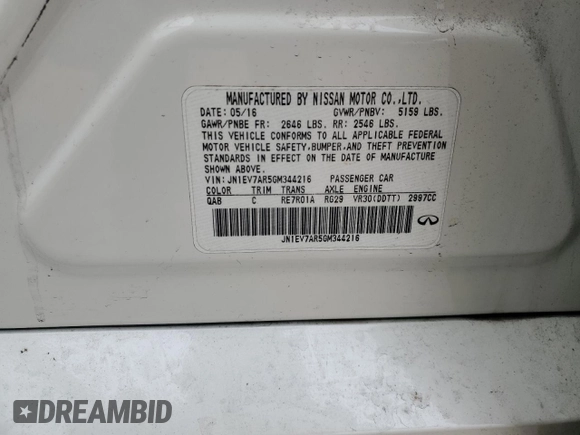 MANUFACTURED BY NISSAN MOTOR CO.,LTD.
DATE: 05/16 GVWR/PNBV: 5159 LBS.
GAWR/PNBE FR: 2646 LBS. RR: 2546 LBS.
THIS VEHICLE CONFORMS TO ALL APPLICABLE FEDERAL
MOTOR VEHICLE SAFETY,BUMPER,AND THEFT PREVENTION
STANDARDS IN EFFECT ON THE DATE OF MANUFACTURE
SHOWN ABOVE.
VIN: JN1EV7AR5GM344216 PASSENGER CAR
COLOR TRIM TRANS AXLE ENGINE
QAB C RE7R01A RG29 VR30(DDTT) 2997CC
JN1EV7AR5GM344216
INFINITI
DREAMBID